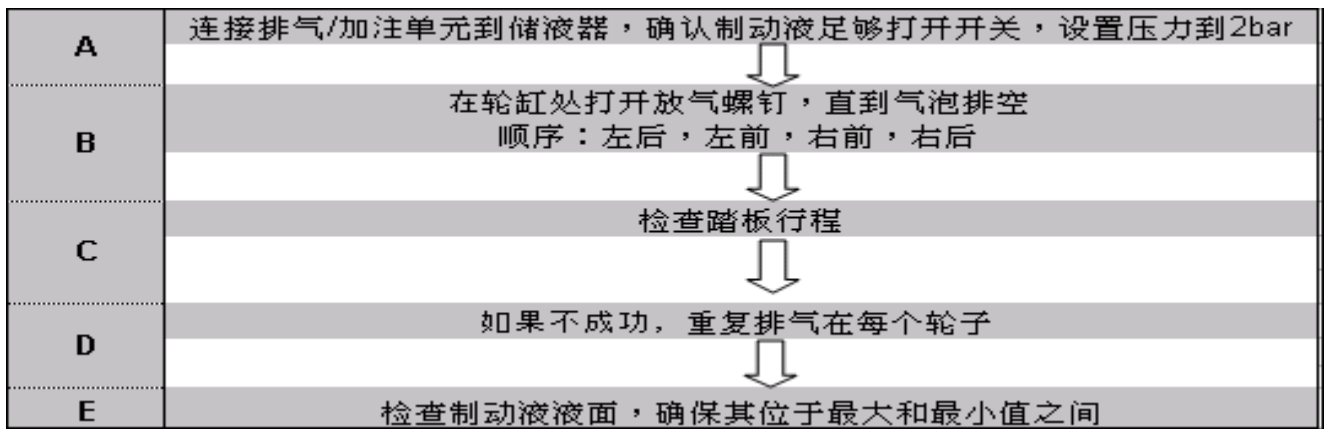 A
连接排气/加注单元到储液器，确认制动液足够打开开关，设置压力到2bar
B
在轮缸处打开放气螺钉，直到气泡排空
顺序：左后，左前，右前，右后
C
检查踏板行程
D
如果不成功, 重复排气在每个轮子
E
检查制动液液面，确保其位于最大和最小值之间